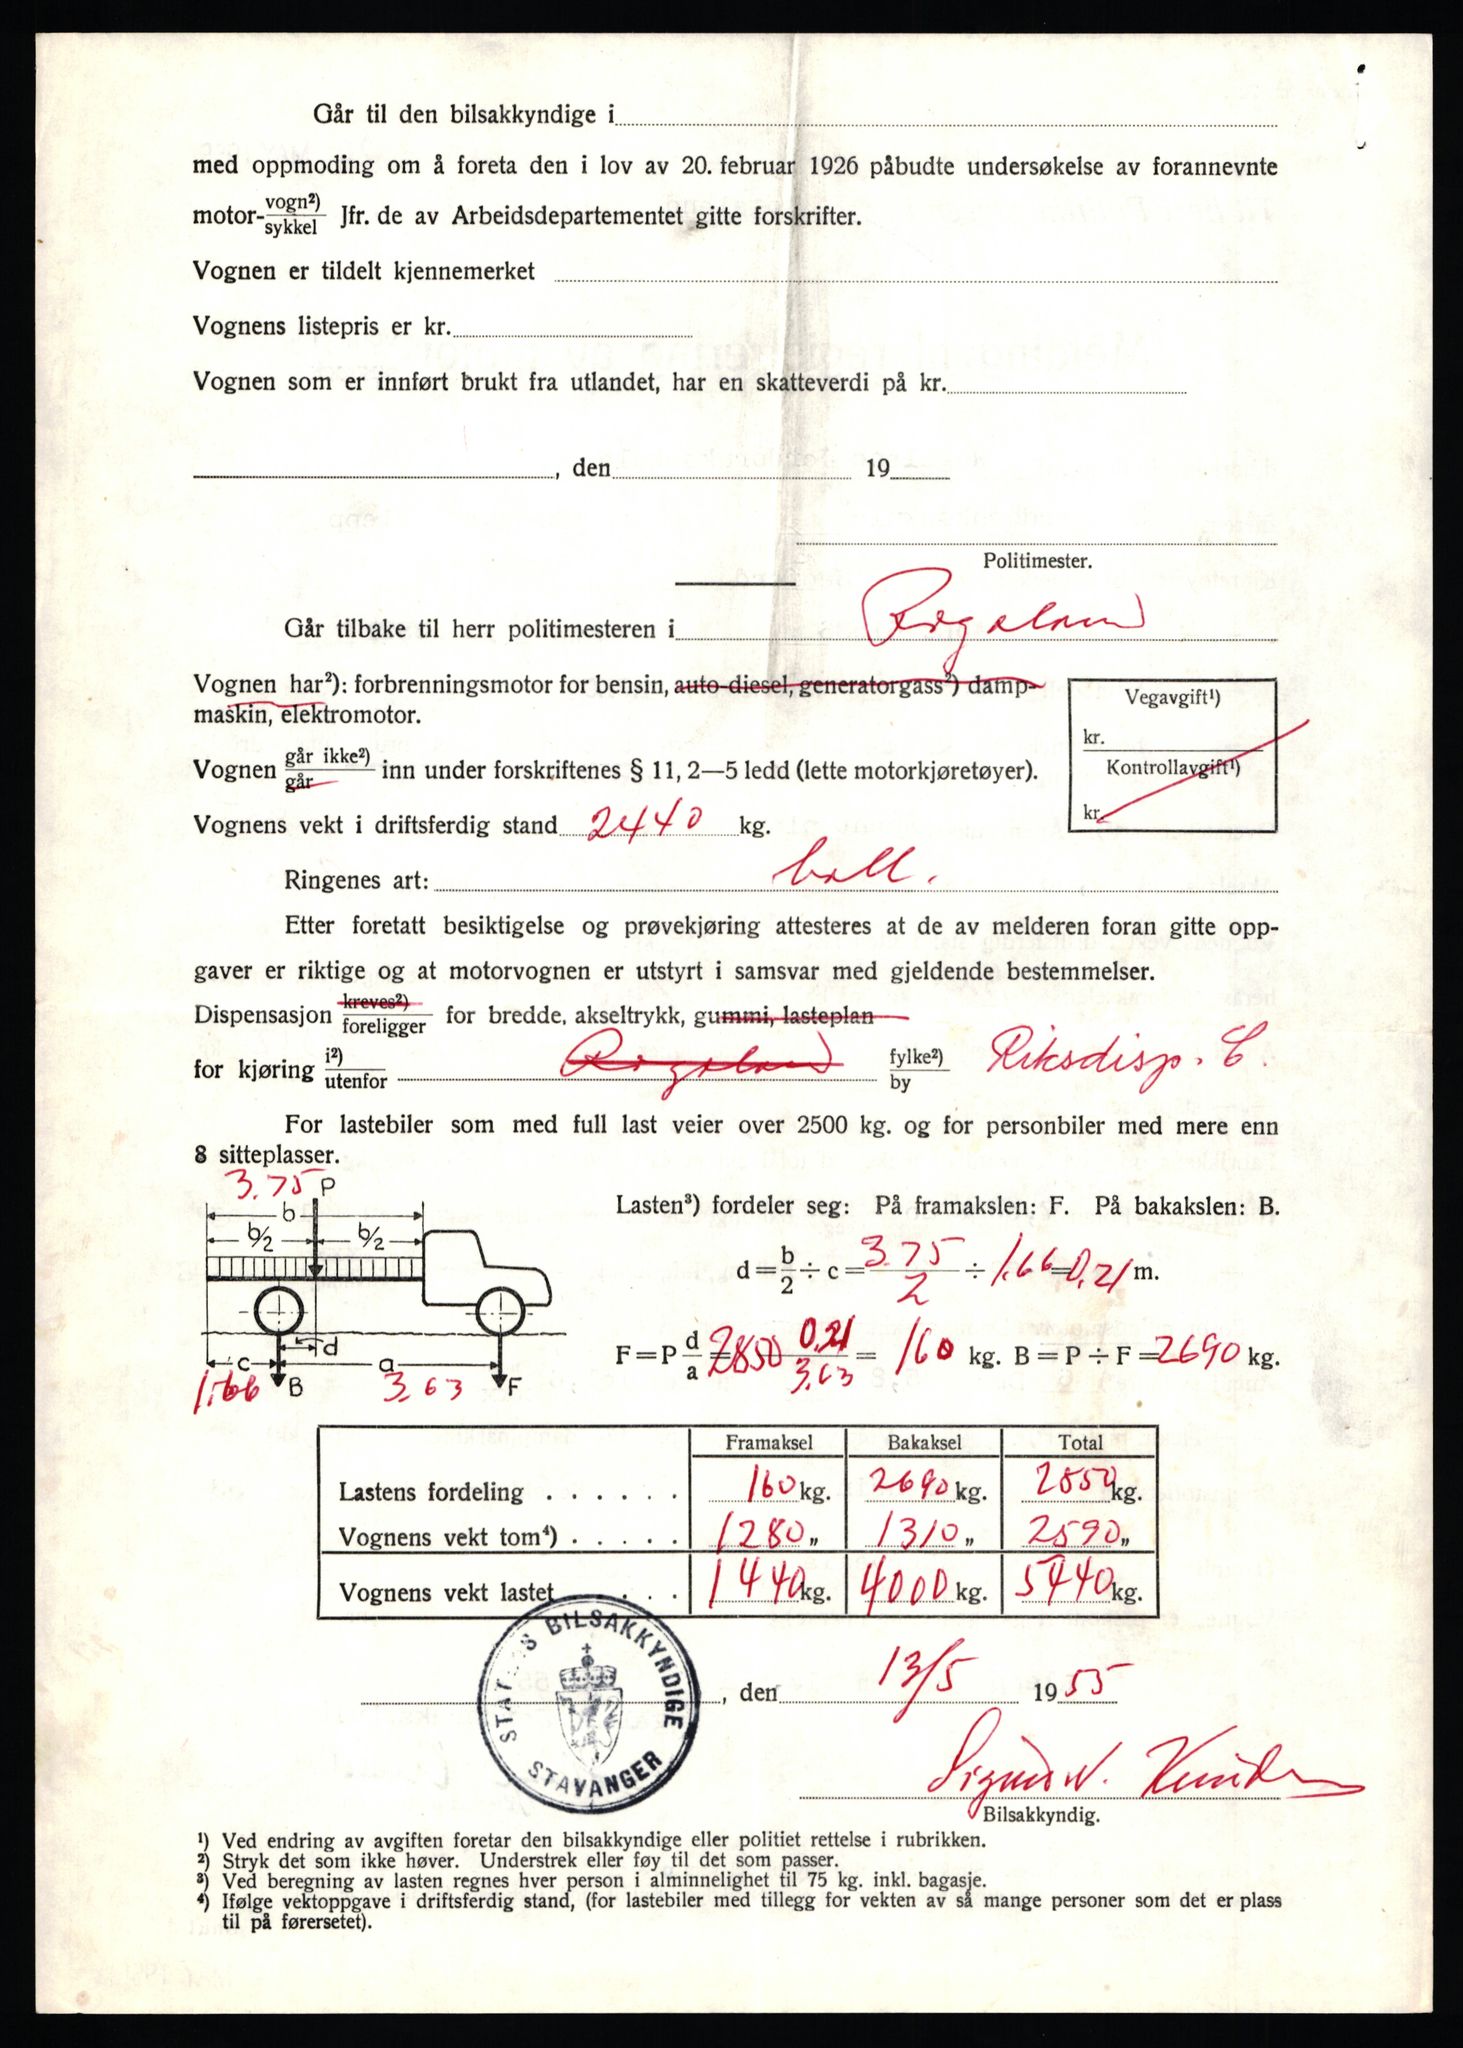 Går til den bilsakkyndige i
med oppmoding om å foreta den i lov av 20. februar 1926 påbudte undersøkelse av forannevnte
motor-vogn²)/sykkel Jfr. de av Arbeidsdepartementet gitte forskrifter.
Vognen er tildelt kjennemerket
Vognens listepris er kr.
Vognen som er innført brukt fra utlandet, har en skatteverdi på kr.
, den 19
Politimester.
Går tilbake til herr politimesteren i Rogaland
Vognen har²): forbrenningsmotor for bensin, auto-diesel, generatorgass²) damp-
maskin, elektromotor.
Vegavgift¹)
kr.
Kontrollavgift¹)
kr.
Vognen går ikke²)/går inn under forskriftenes § 11, 2—5 ledd (lette motorkjøretøyer).
Vognens vekt i driftsferdig stand 2440 kg.
Ringenes art: ball.
Etter foretatt besiktigelse og prøvekjøring attesteres at de av melderen foran gitte opp-
gaver er riktige og at motorvognen er utstyrt i samsvar med gjeldende bestemmelser.
Dispensasjon kreves²)/foreligger for bredde, akseltrykk, gummi, lasteplan
for kjøring i²)/utenfor Rogaland fylke²)/by Riksdisp. C.
For lastebiler som med full last veier over 2500 kg. og for personbiler med mere enn
8 sitteplasser.
3.75 P
b
b/2 b/2
d
c a
1.66 B 3.63 F
Lasten³) fordeler seg: På framakslen: F. På bakakslen: B.
d = b/2 ÷ c = 3.75/2 ÷ 1.66 = 0.21 m.
F = P d/a = 2850 0.21/3.63 = 160 kg. B = P ÷ F = 2690 kg.
Framaksel Bakaksel Total
Lastens fordeling . . . . . . 160 kg. 2690 kg. 2850 kg.
Vognens vekt tom⁴) . . . . . 1280 „ 1310 „ 2590 „
Vognens vekt lastet . . . 1440 kg. 4000 kg. 5440 kg.
STATENS BILSAKKYNDIGE
STAVANGER
, den 13/5 1955
Bilsakkyndig.
¹) Ved endring av avgiften foretar den bilsakkyndige eller politiet rettelse i rubrikken.
²) Stryk det som ikke høver. Understrek eller føy til det som passer.
³) Ved beregning av lasten regnes hver person i alminnelighet til 75 kg. inkl. bagasje.
⁴) Ifølge vektoppgave i driftsferdig stand, (for lastebiler med tillegg for vekten av så mange personer som det er plass
til på førersetet).